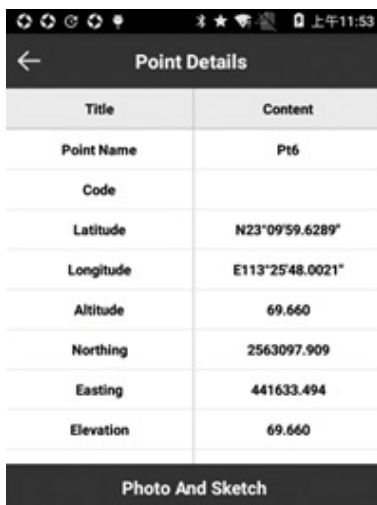 上午11:53
Point Details
Title Content
Point Name Pt6
Code
Latitude N23°09'59.6289"
Longitude E113°25'48.0021"
Altitude 69.660
Northing 2563097.909
Easting 441633.494
Elevation 69.660
Photo And Sketch